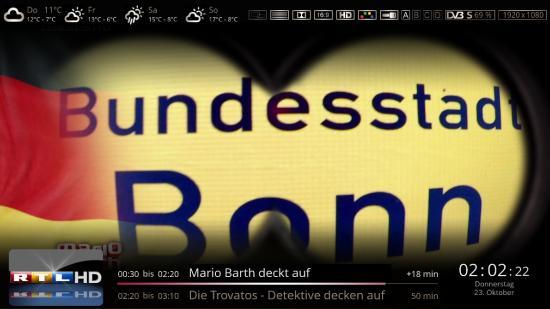 Do 11°C
12°C - 7°C
Fr
13°C - 6°C
Sa
15°C - 8°C
So
17°C - 8°C
16:9
HD
A B C D
DVB S 69 %
1920 x 1080
Bundesstadt
Bonn
mario
RTL HD
00:30 bis 02:20 Mario Barth deckt auf +18 min
02:20 bis 03:10 Die Trovatos - Detektive decken auf 50 min
02:02:22
Donnerstag
23. Oktober